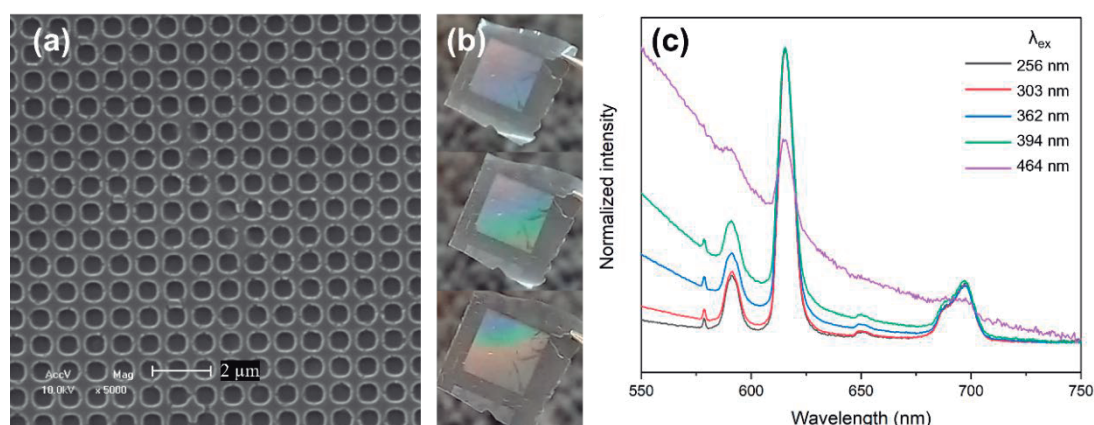 (a)
AccV
Mag
2 µm
10.0kV
x 5000
(b)
(c)
λex
256 nm
303 nm
362 nm
394 nm
464 nm
Normalized intensity
550
600
650
700
750
Wavelength (nm)